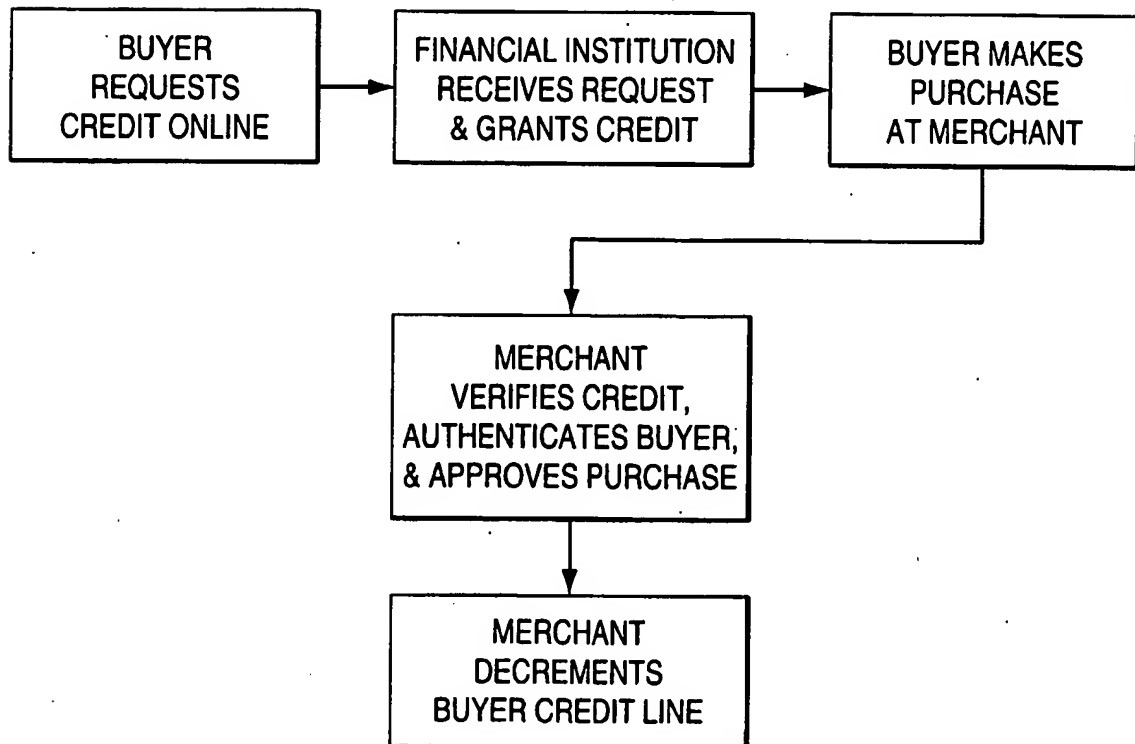 BUYER
REQUESTS
CREDIT ONLINE
FINANCIAL INSTITUTION
RECEIVES REQUEST
& GRANTS CREDIT
BUYER MAKES
PURCHASE
AT MERCHANT
MERCHANT
VERIFIES CREDIT,
AUTHENTICATES BUYER,
& APPROVES PURCHASE
MERCHANT
DECREMENTS
BUYER CREDIT LINE